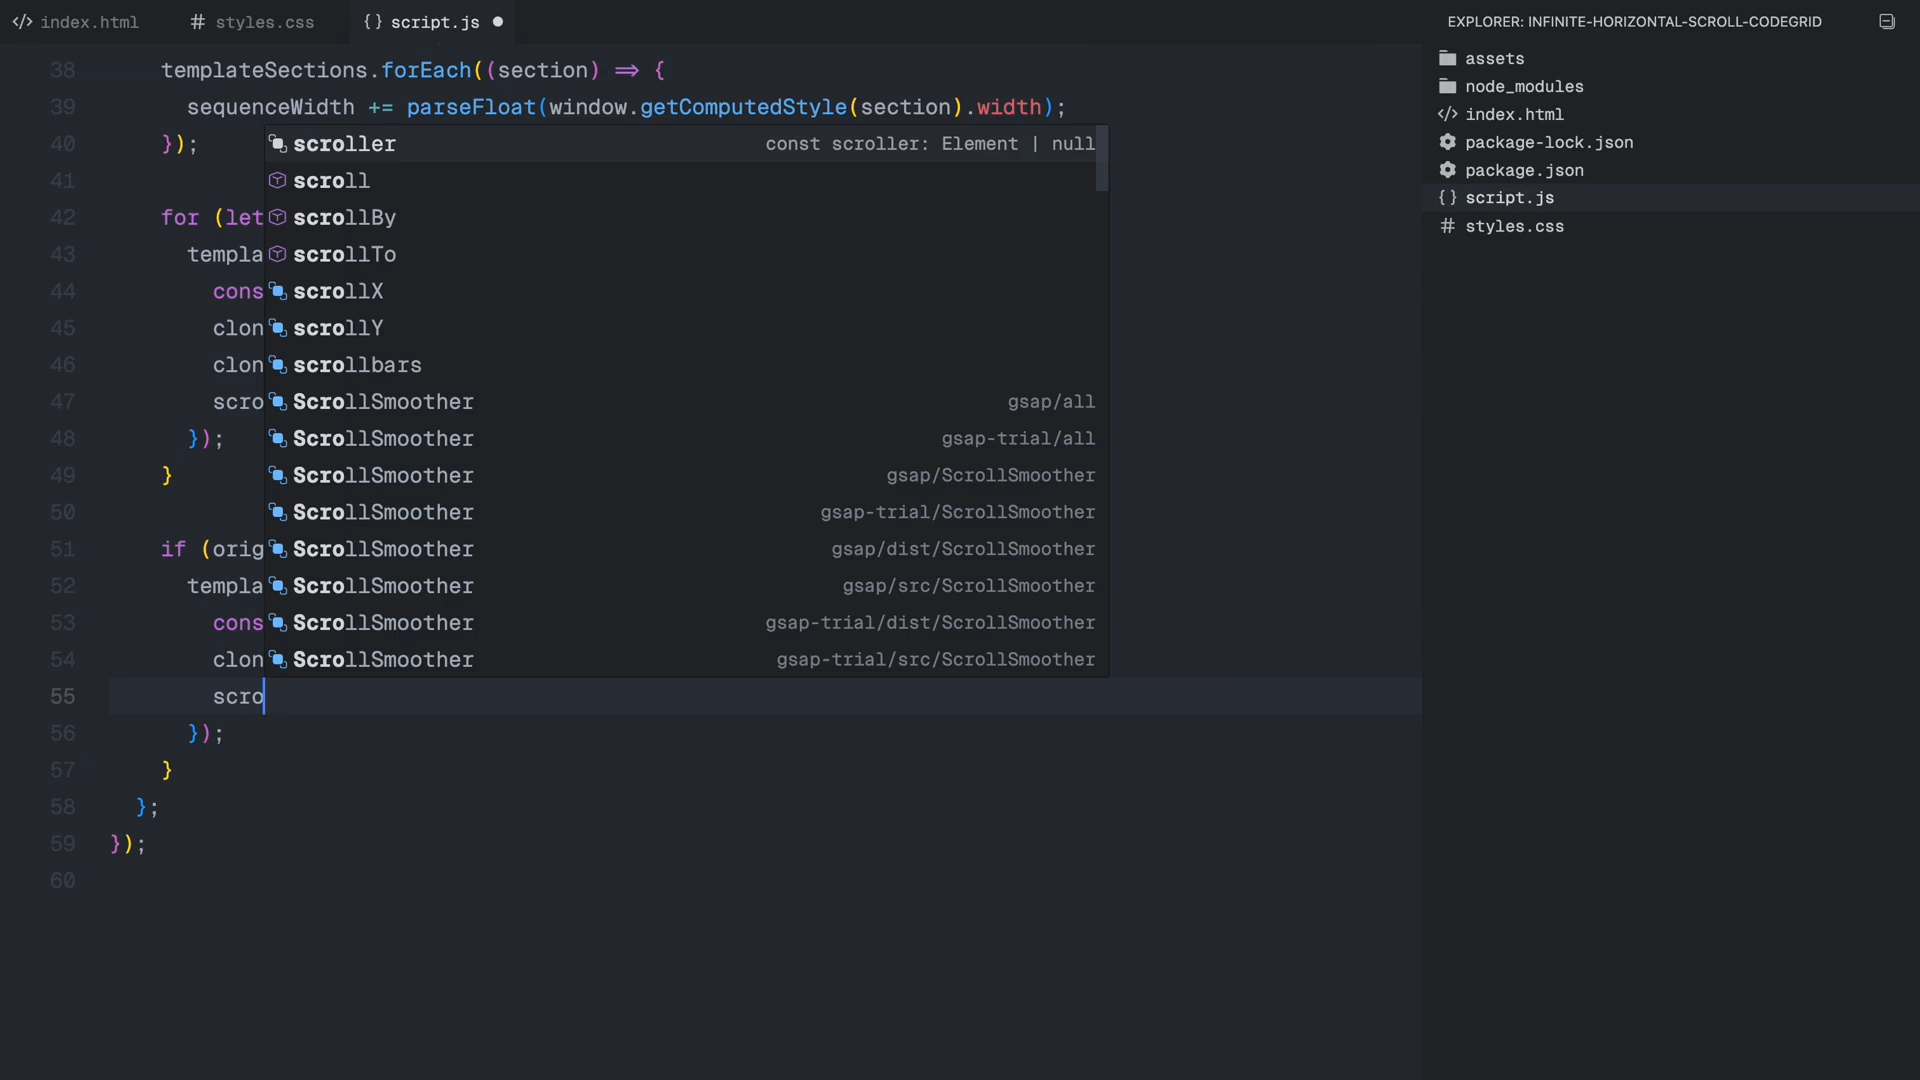 index.html
styles.css
script.js
EXPLORER: INFINITE-HORIZONTAL-SCROLL-CODEGRID
38 templateSections.forEach((section) => {
39 sequenceWidth += parseFloat(window.getComputedStyle(section).width);
40 });
41
42 for (let
43 templa
44 cons
45 clon
46 clon
47 scro
48 });
49 }
50
51 if (orig
52 templa
53 cons
54 clon
55 scro
56 });
57 }
58 };
59 });
60
scroller const scroller: Element | null
scroll
scrollBy
scrollTo
scrollX
scrollY
scrollbars
ScrollSmoother gsap/all
ScrollSmoother gsap-trial/all
ScrollSmoother gsap/ScrollSmoother
ScrollSmoother gsap-trial/ScrollSmoother
ScrollSmoother gsap/dist/ScrollSmoother
ScrollSmoother gsap/src/ScrollSmoother
ScrollSmoother gsap-trial/dist/ScrollSmoother
ScrollSmoother gsap-trial/src/ScrollSmoother
assets
node_modules
index.html
package-lock.json
package.json
script.js
styles.css